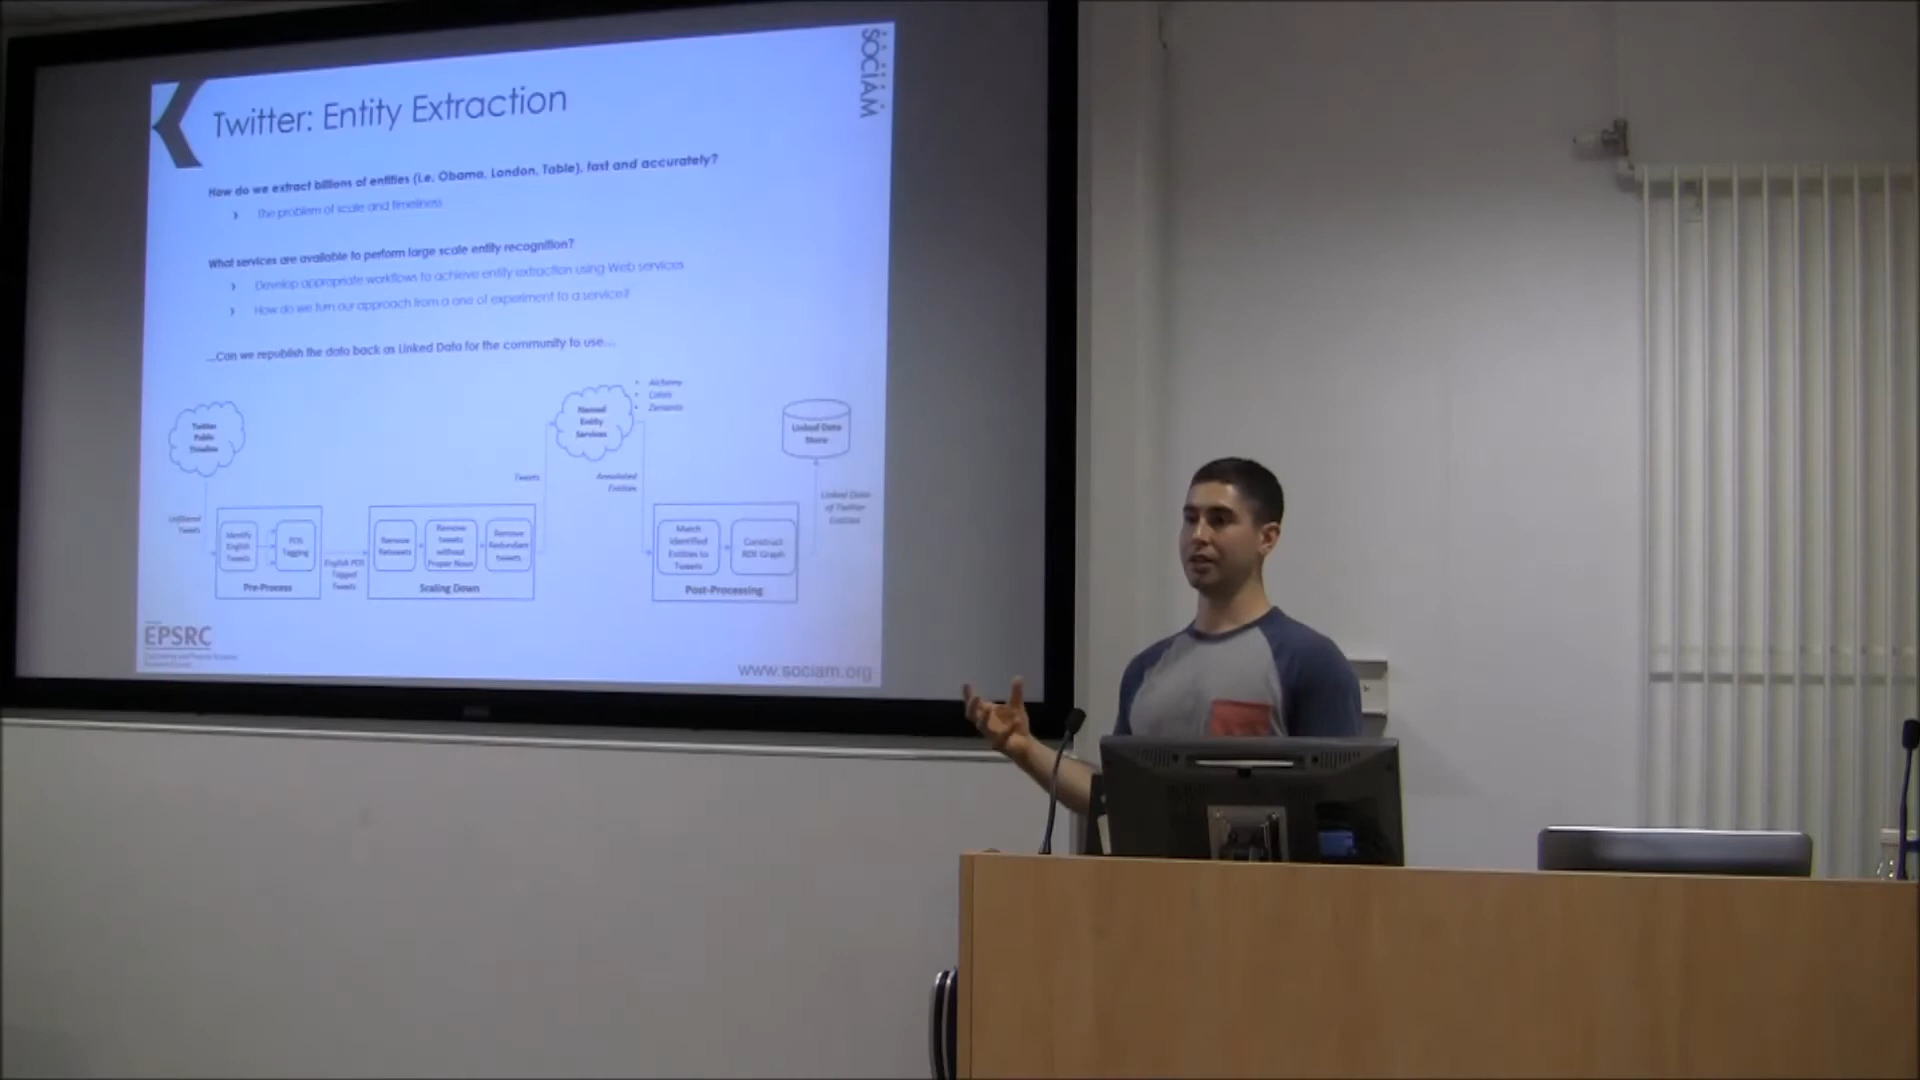 SOCIAM
Twitter: Entity Extraction
How do we extract billions of entities (i.e. Obama, London, Table), fast and accurately?
The problem of scale and timeliness
What services are available to perform large scale entity recognition?
Develop appropriate workflows to achieve entity extraction using Web services
How do we turn our approach from a one of experiment to a service?
...Can we republish the data back as Linked Data for the community to use...
Twitter
Public
Timeline
Unfiltered
Tweets
Identify
English
Tweets
POS
Tagging
Pre-Process
English POS
Tagged
Tweets
Remove
Retweets
Remove
tweets
without
Proper Noun
Remove
Redundant
tweets
Scaling Down
Tweets
Named
Entity
Services
Alchemy
Calais
Zemanta
Annotated
Entities
Match
Identified
Entities to
Tweets
Construct
RDF Graph
Post-Processing
Linked Data
Store
Linked Data
of Twitter
Entities
EPSRC
www.sociam.org